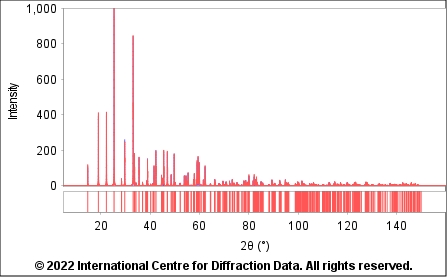 1,000
800
600
400
200
0
Intensity
20 40 60 80 100 120 140
2θ (°)
© 2022 International Centre for Diffraction Data. All rights reserved.